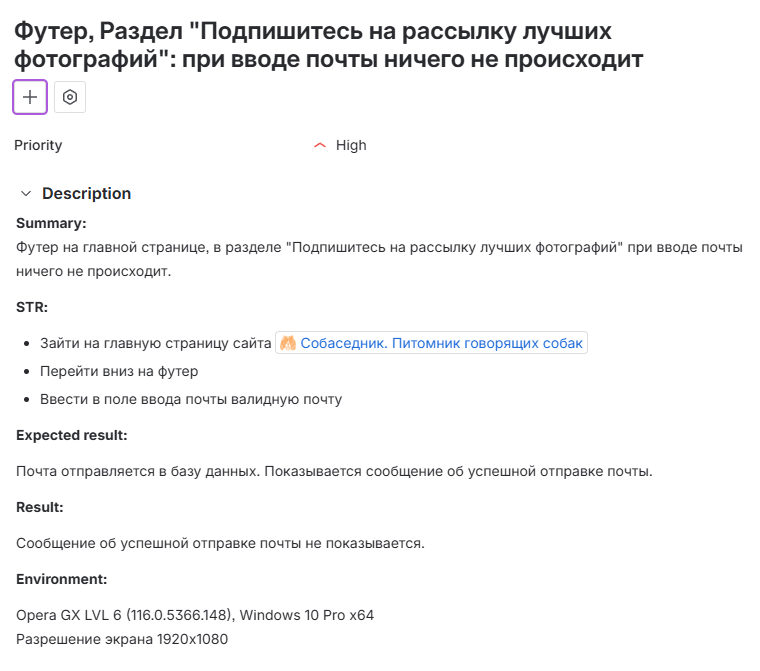 Футер, Раздел "Подпишитесь на рассылку лучших
фотографий": при вводе почты ничего не происходит
Priority
High
Description
Summary:
Футер на главной странице, в разделе "Подпишитесь на рассылку лучших фотографий" при вводе почты
ничего не происходит.
STR:
Зайти на главную страницу сайта Собаседник. Питомник говорящих собак
Перейти вниз на футер
Ввести в поле ввода почты валидную почту
Expected result:
Почта отправляется в базу данных. Показывается сообщение об успешной отправке почты.
Result:
Сообщение об успешной отправке почты не показывается.
Environment:
Opera GX LVL 6 (116.0.5366.148), Windows 10 Pro x64
Разрешение экрана 1920x1080